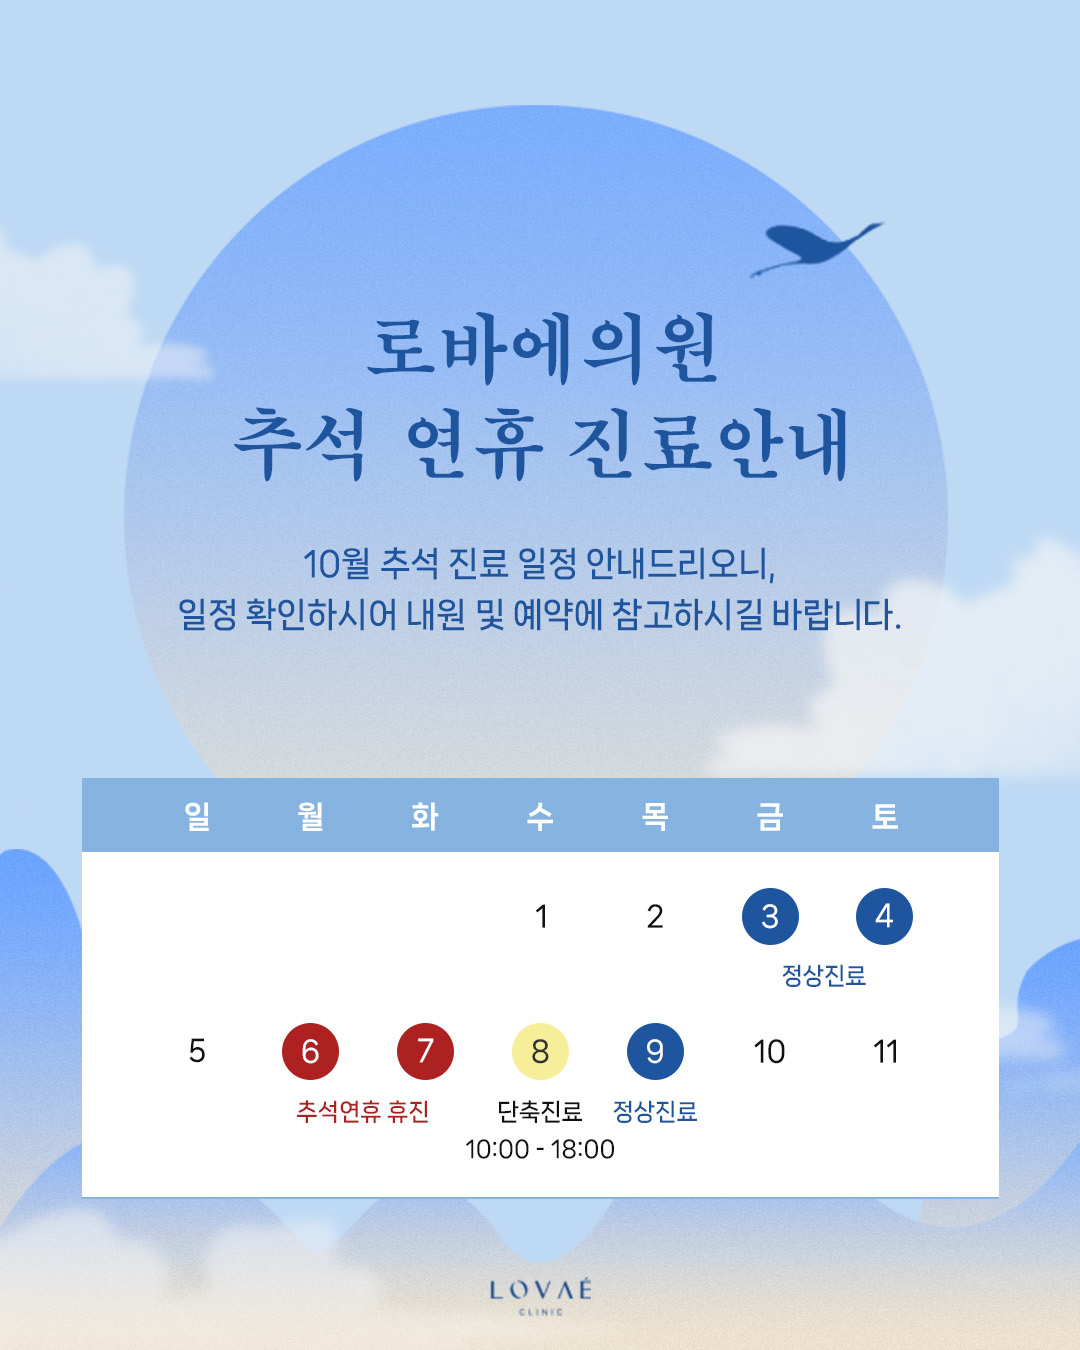 로바에의원
추석 연휴 진료안내
10월 추석 진료 일정 안내드리오니,
일정 확인하시어 내원 및 예약에 참고하시길 바랍니다.
일 월 화 수 목 금 토
1 2 3 4
정상진료
5 6 7 8 9 10 11
추석연휴 휴진 단축진료 정상진료
10:00 - 18:00
LOVAÉ
CLINIC